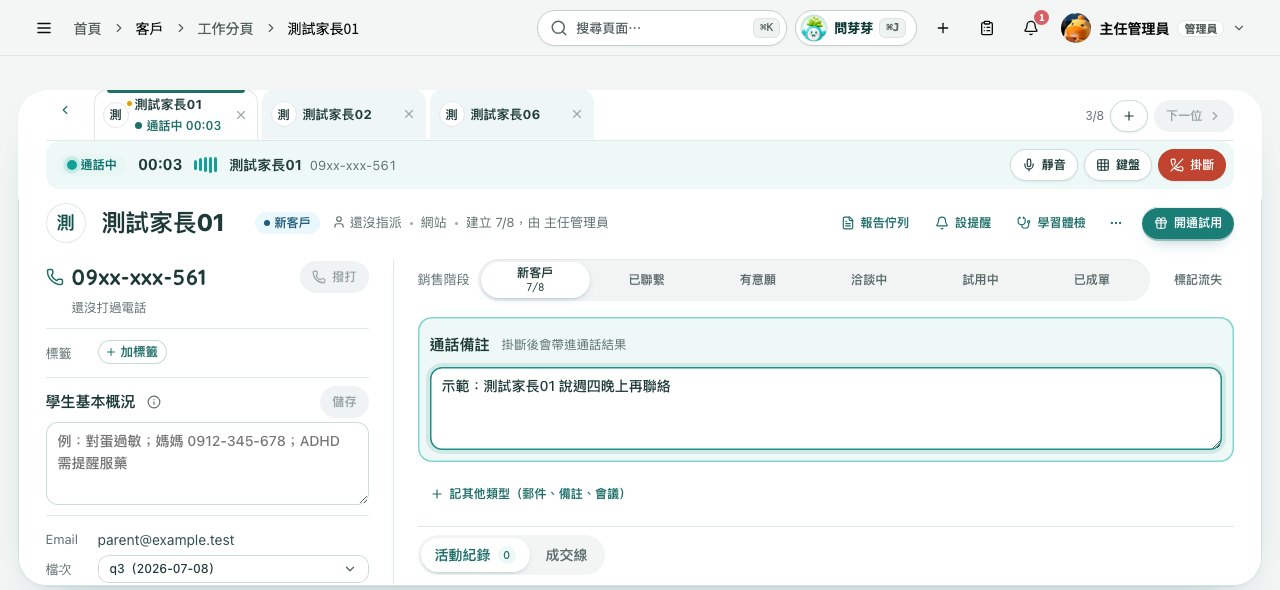 首頁 > 客戶 > 工作分頁 > 測試家長01
搜尋頁面… ⌘K
問芽芽 ⌘J
1
主任管理員 管理員
測 測試家長01
通話中 00:03
測 測試家長02
測 測試家長06
3/8
下一位
通話中 00:03 測試家長01 09xx-xxx-561
靜音 鍵盤 掛斷
測 測試家長01 新客戶 還沒指派 • 網站 • 建立 7/8,由 主任管理員
報告佇列 設提醒 學習體檢 … 開通試用
09xx-xxx-561 撥打
還沒打過電話
標籤 + 加標籤
學生基本概況 儲存
例:對蛋過敏;媽媽 0912-345-678;ADHD
需提醒服藥
Email parent@example.test
檔次 q3(2026-07-08)
銷售階段 新客戶 已聯繫 有意願 洽談中 試用中 已成單 標記流失
7/8
通話備註 掛斷後會帶進通話結果
示範:測試家長01 說週四晚上再聯絡
+ 記其他類型(郵件、備註、會議)
活動紀錄 0 成交線